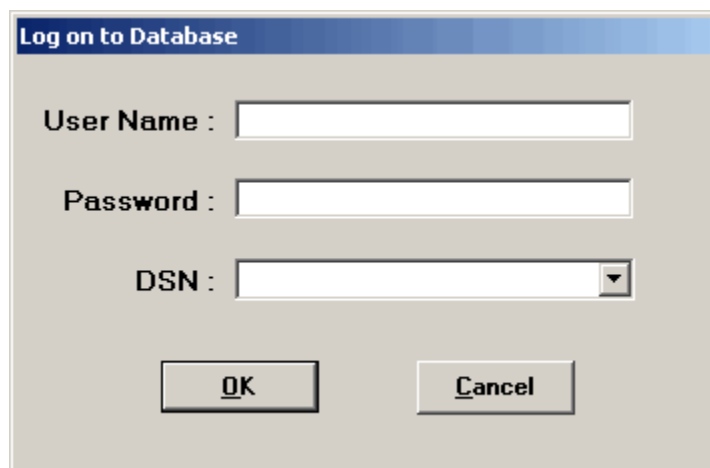 Log on to Database
User Name :
Password :
DSN :
OK
Cancel